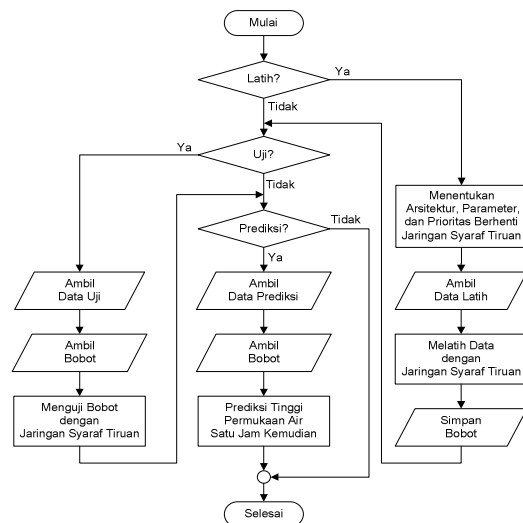 Mulai
Latih?
Ya
Tidak
Ya
Uji?
Tidak
Menentukan
Arsitektur, Parameter,
dan Prioritas Berhenti
Jaringan Syaraf Tiruan
Prediksi?
Tidak
Ya
Ambil
Data Uji
Ambil
Data Prediksi
Ambil
Data Latih
Ambil
Bobot
Ambil
Bobot
Melatih Data
dengan
Jaringan Syaraf Tiruan
Menguji Bobot
dengan
Jaringan Syaraf Tiruan
Prediksi Tinggi
Permukaan Air
Satu Jam Kemudian
Simpan
Bobot
Selesai